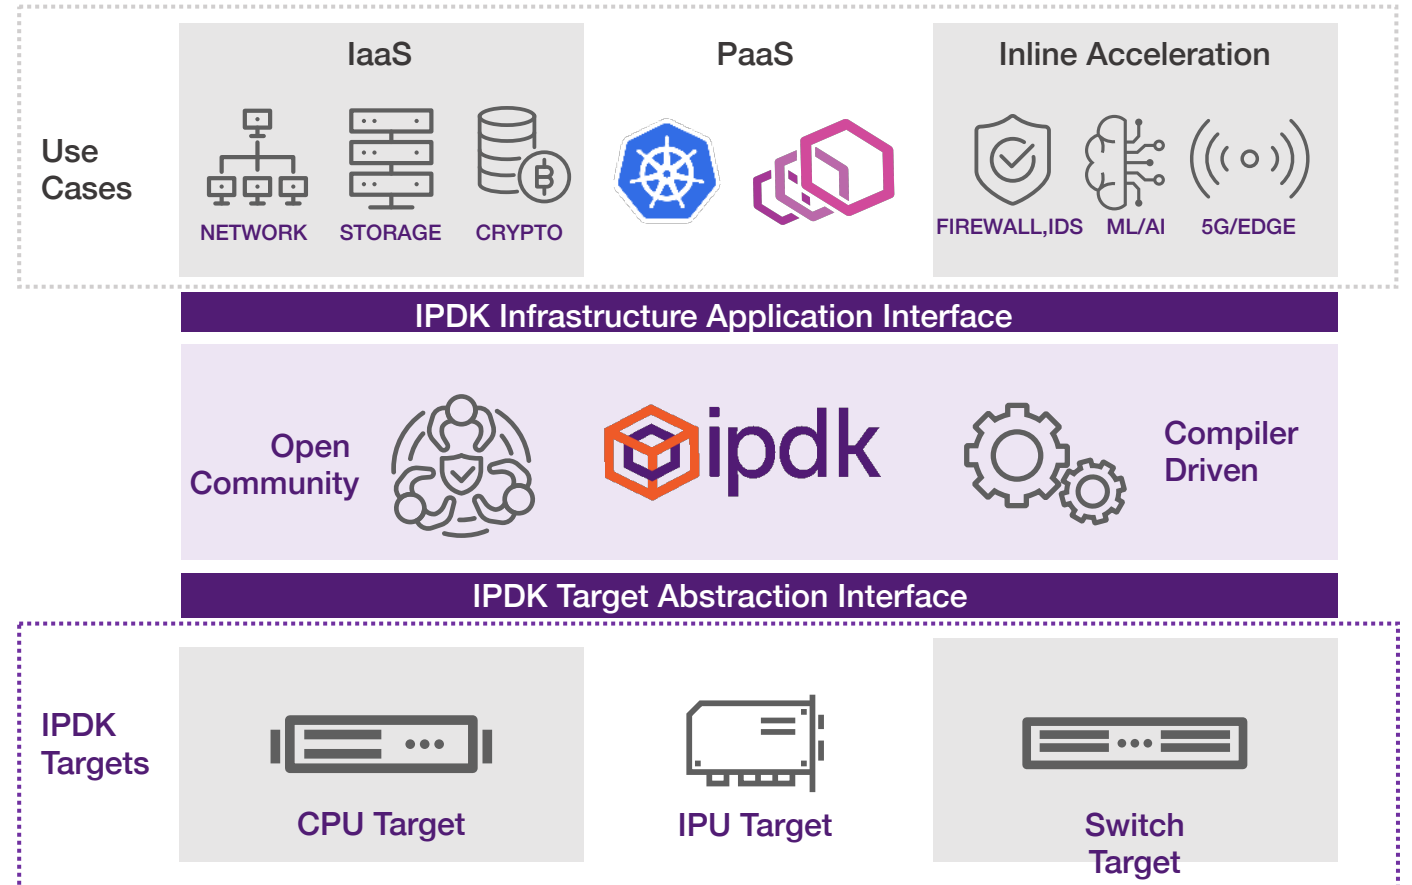 Use
Cases
IaaS
NETWORK
STORAGE
CRYPTO
PaaS
Inline Acceleration
FIREWALL,IDS
ML/AI
5G/EDGE
IPDK Infrastructure Application Interface
Open
Community
ipdk
Compiler
Driven
IPDK Target Abstraction Interface
IPDK
Targets
CPU Target
IPU Target
Switch
Target